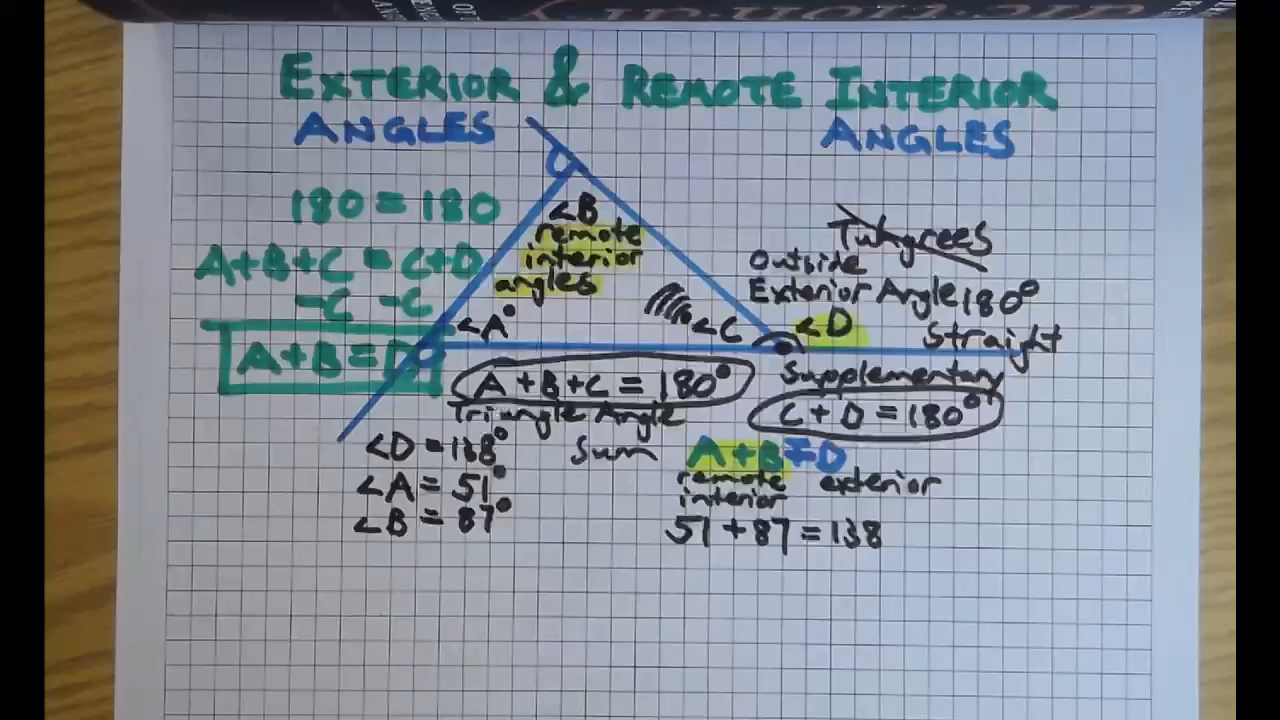 EXTERIOR & REMOTE INTERIOR
ANGLES ANGLES
180 = 180
A+B+C = C+D
-C -C
A+B=D
∠B
remote
interior
angles
∠A°
∠C
Outside
Exterior Angle 180°
∠D
Straight
A+B+C = 180°
Triangle Angle
Sum
Supplementary
C+D = 180°
∠D = 138°
∠A = 51°
∠B = 87°
A+B=D
remote exterior
interior
51 + 87 = 138